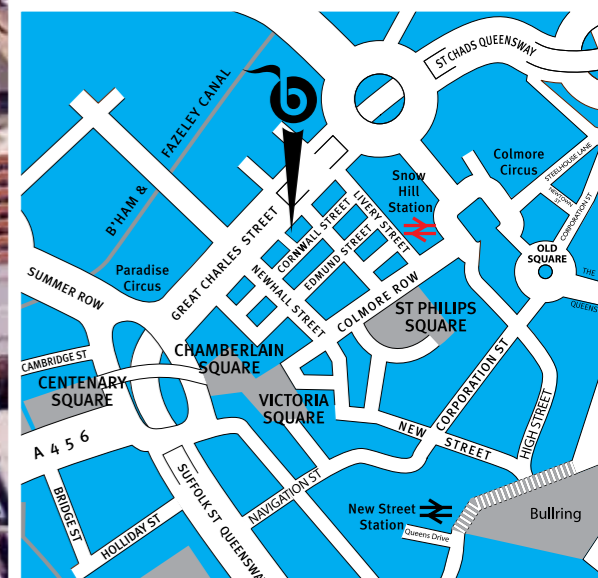 ST CHADS QUEENSWAY
FAZELEY CANAL
B'HAM &
b
Colmore
Circus
STEELHOUSE LANE
NEWTOWN
ST
CORPORATION ST
Snow
Hill
Station
LIVERY STREET
CORNWALL STREET
EDMUND STREET
GREAT CHARLES STREET
NEWHALL STREET
COLMORE ROW
OLD
SQUARE
THE
QUEENS
Paradise
Circus
SUMMER ROW
ST PHILIPS
SQUARE
CAMBRIDGE ST
CHAMBERLAIN
SQUARE
CENTENARY
SQUARE
VICTORIA
SQUARE
CORPORATION ST
NEW STREET
HIGH STREET
A 4 5 6
BRIDGE ST
HOLLIDAY ST
SUFFOLK ST QUEENSWAY
NAVIGATION ST
New Street
Station
Queens Drive
Bullring